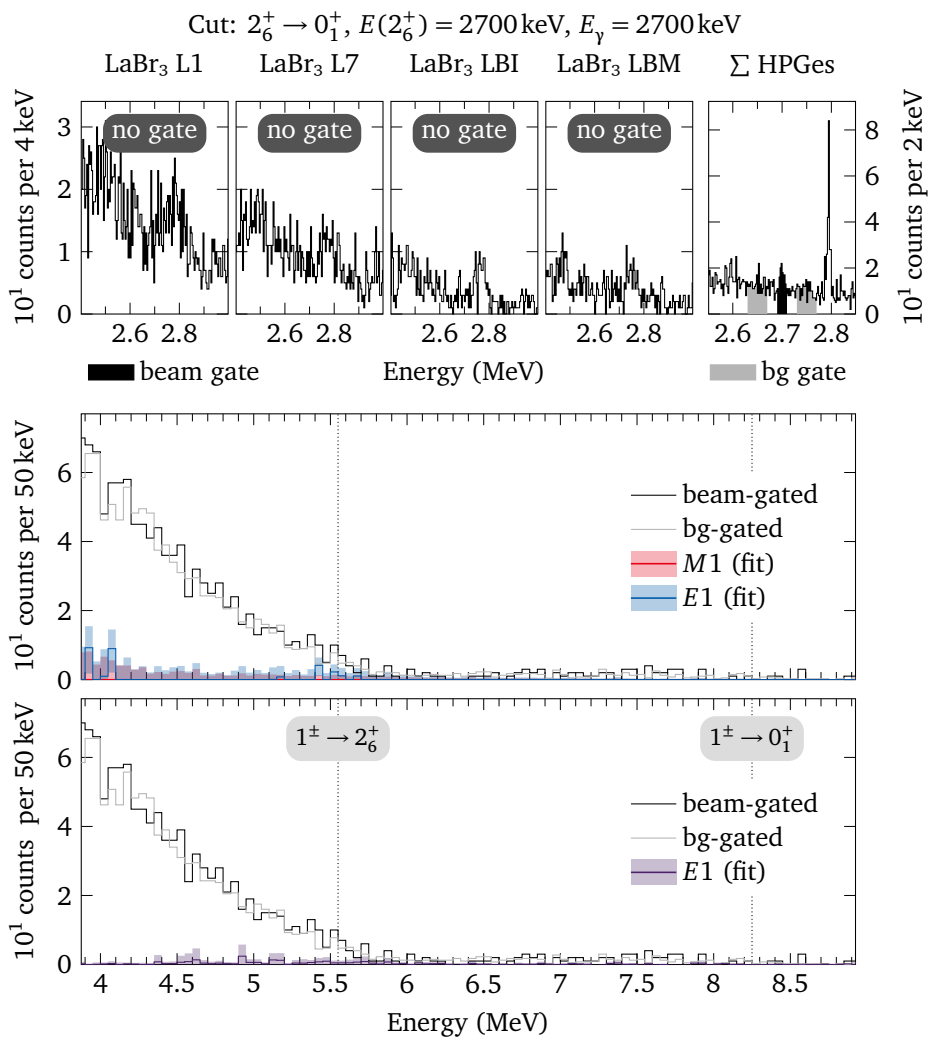 Cut: 2₆⁺ → 0₁⁺, E(2₆⁺) = 2700 keV, Eᵧ = 2700 keV
LaBr₃ L1 LaBr₃ L7 LaBr₃ LBI LaBr₃ LBM ∑ HPGes
no gate no gate no gate no gate
10¹ counts per 4 keV
3
2
1
0
8
6
4
2
0
10¹ counts per 2 keV
2.6 2.8 2.6 2.8 2.6 2.8 2.6 2.8 2.6 2.7 2.8
beam gate Energy (MeV) bg gate
10¹ counts per 50 keV
6
4
2
0
beam-gated
bg-gated
M1 (fit)
E1 (fit)
10¹ counts per 50 keV
6
4
2
0
1± → 2₆⁺ 1± → 0₁⁺
beam-gated
bg-gated
E1 (fit)
4 4.5 5 5.5 6 6.5 7 7.5 8 8.5
Energy (MeV)